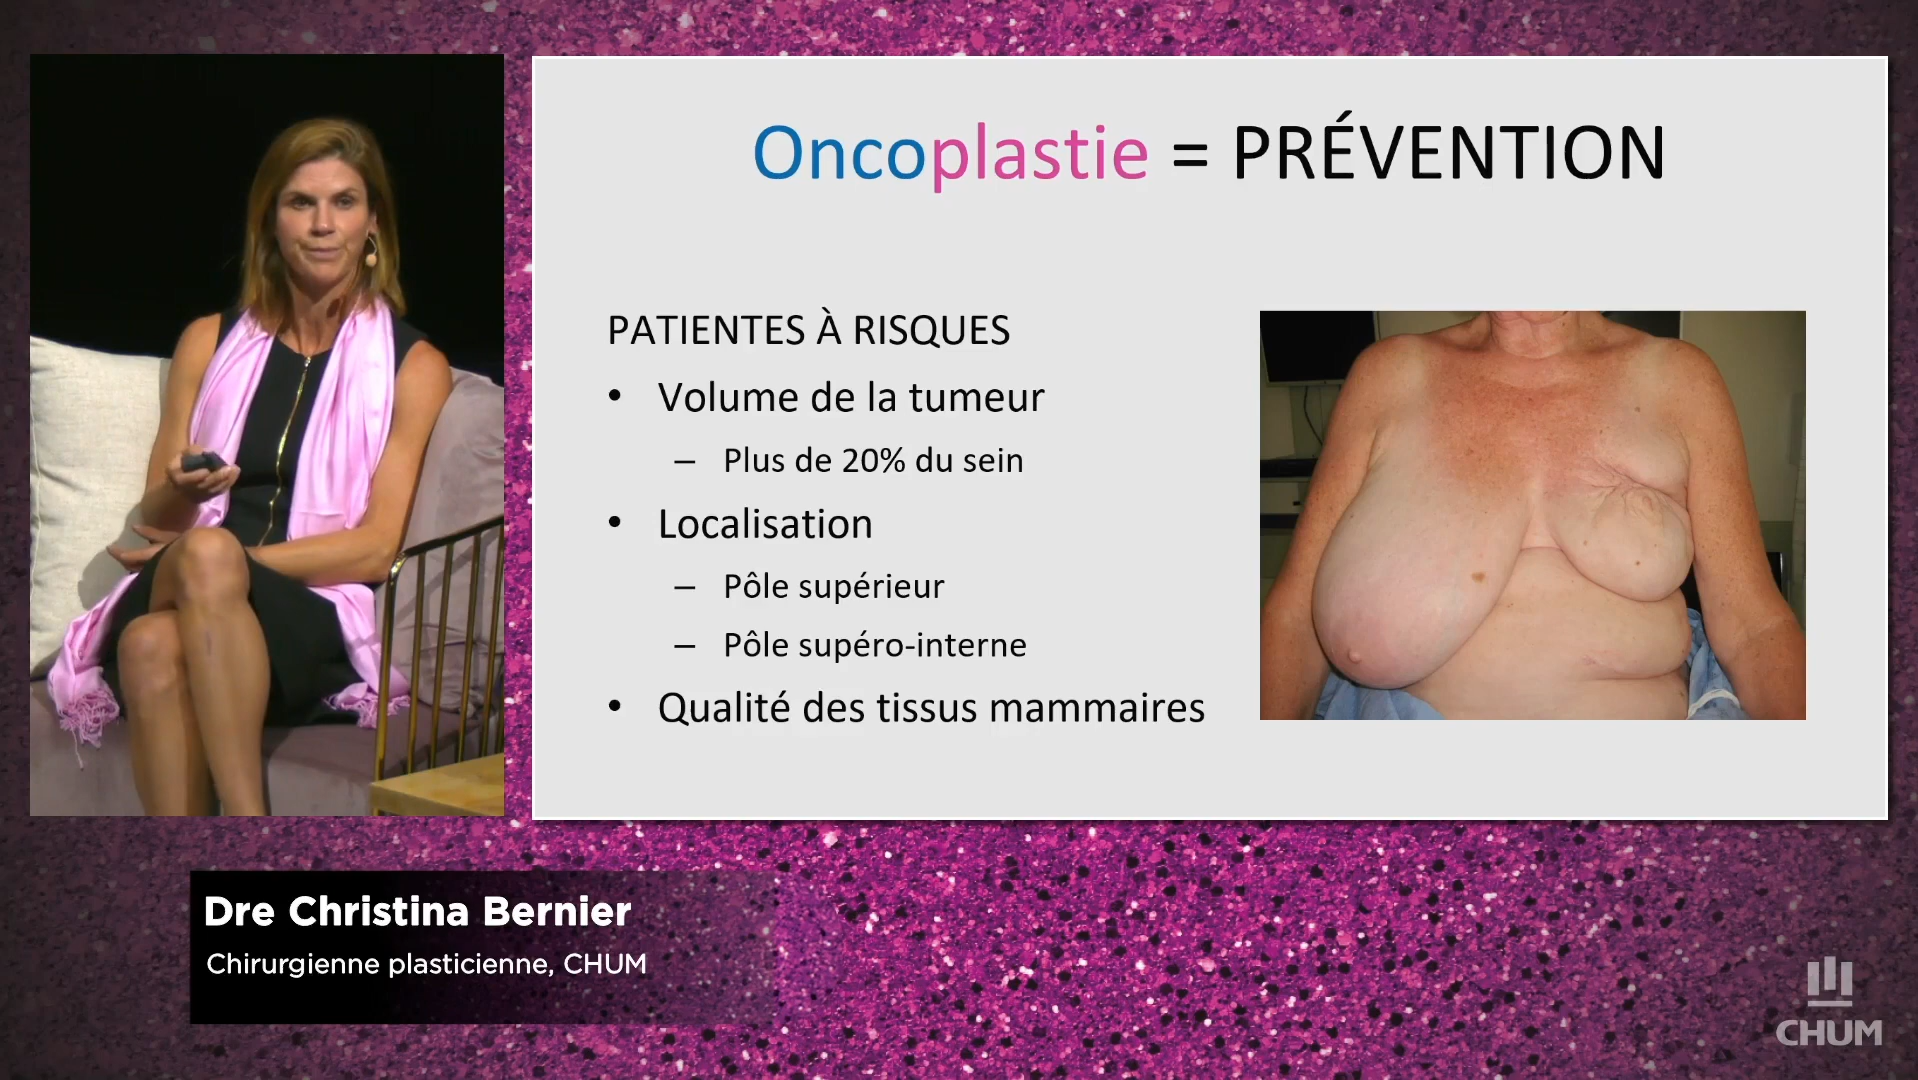 Oncoplastie = PRÉVENTION
PATIENTES À RISQUES
• Volume de la tumeur
– Plus de 20% du sein
• Localisation
– Pôle supérieur
– Pôle supéro-interne
• Qualité des tissus mammaires
Dre Christina Bernier
Chirurgienne plasticienne, CHUM
CHUM